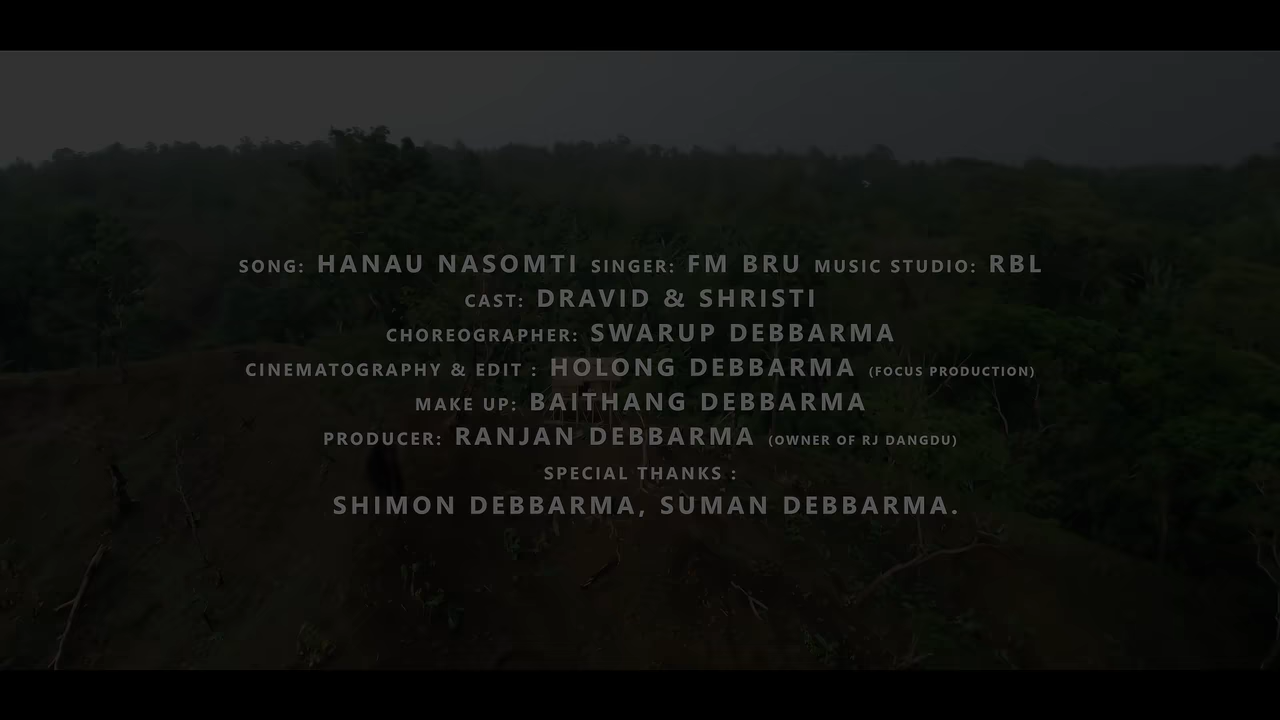 SONG: HANAU NASOMTI SINGER: FM BRU MUSIC STUDIO: RBL
CAST: DRAVID & SHRISTI
CHOREOGRAPHER: SWARUP DEBBARMA
CINEMATOGRAPHY & EDIT : HOLONG DEBBARMA (FOCUS PRODUCTION)
MAKE UP: BAITHANG DEBBARMA
PRODUCER: RANJAN DEBBARMA (OWNER OF RJ DANGDU)
SPECIAL THANKS :
SHIMON DEBBARMA, SUMAN DEBBARMA.